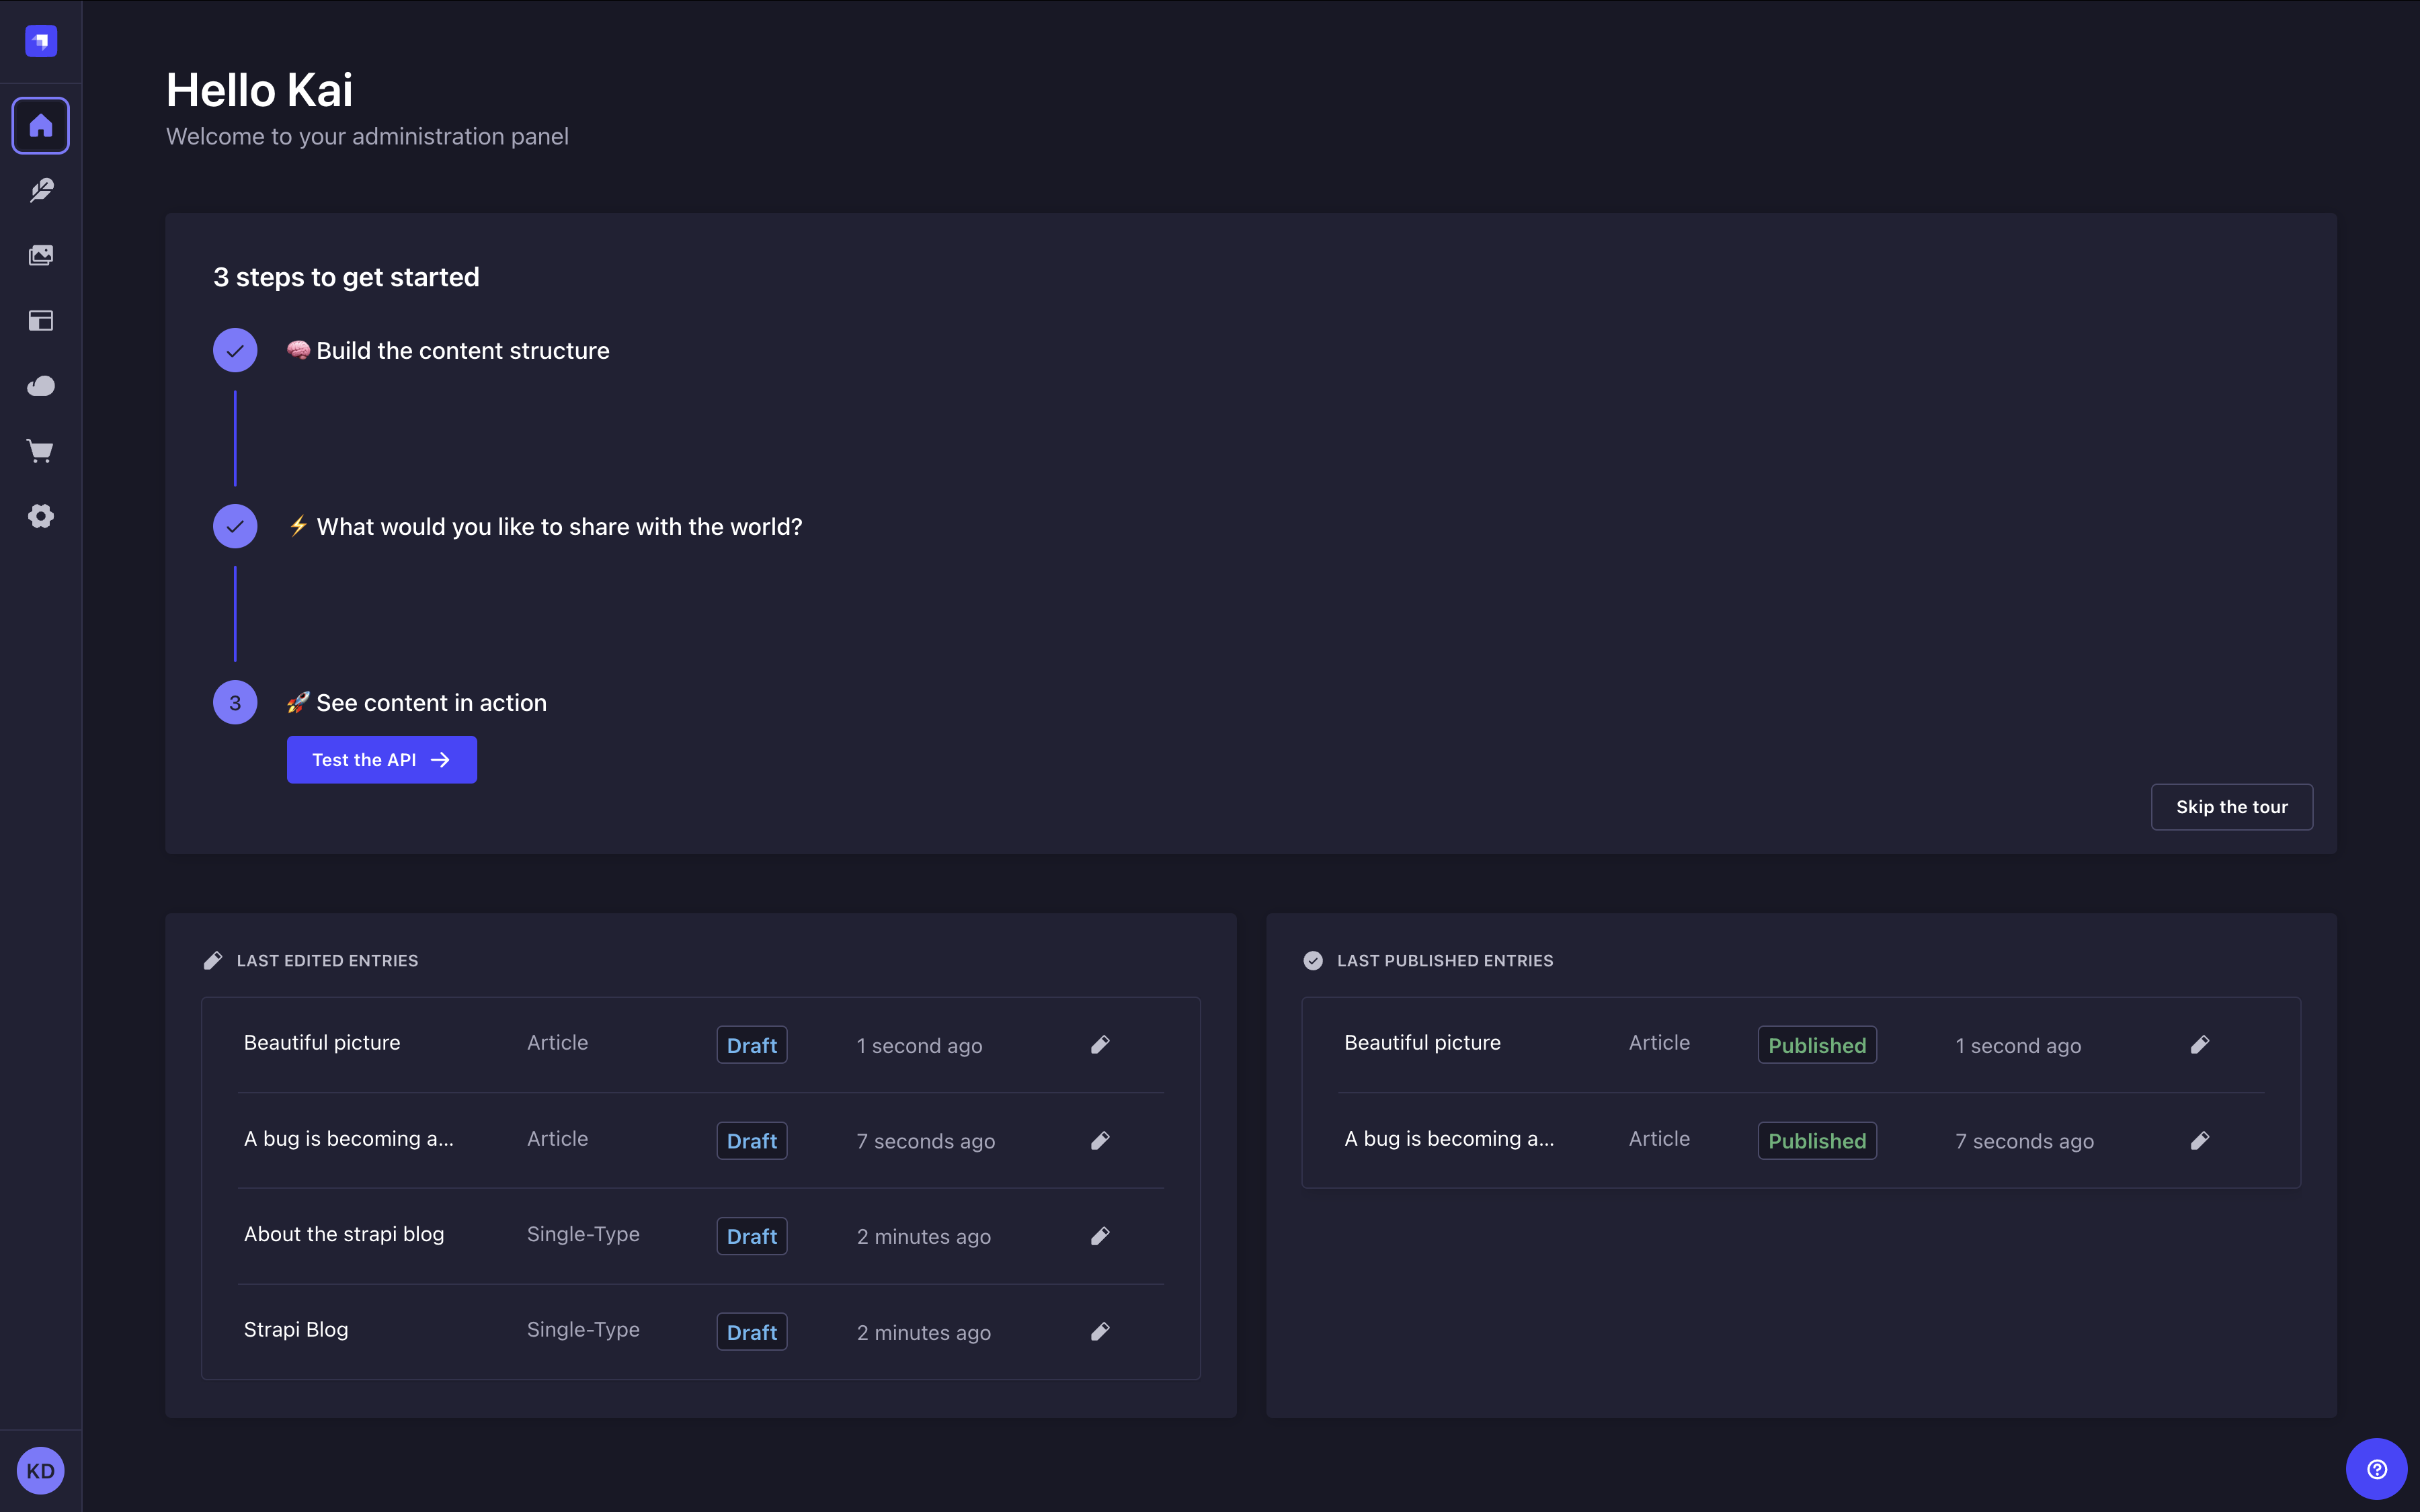 Hello Kai
Welcome to your administration panel
3 steps to get started
🧠 Build the content structure
⚡ What would you like to share with the world?
3
🚀 See content in action
Test the API
Skip the tour
LAST EDITED ENTRIES
Beautiful picture Article Draft 1 second ago
A bug is becoming a... Article Draft 7 seconds ago
About the strapi blog Single-Type Draft 2 minutes ago
Strapi Blog Single-Type Draft 2 minutes ago
LAST PUBLISHED ENTRIES
Beautiful picture Article Published 1 second ago
A bug is becoming a... Article Published 7 seconds ago
KD